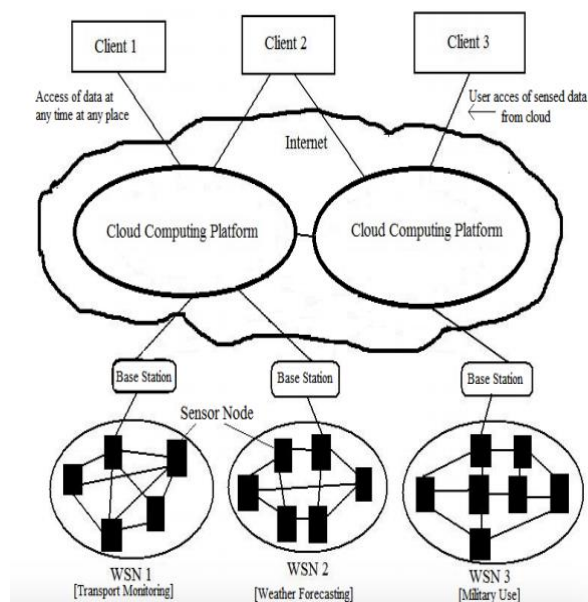 Client 1
Client 2
Client 3
Access of data at
any time at any place
User acces of sensed data
from cloud
Internet
Cloud Computing Platform
Cloud Computing Platform
Base Station
Base Station
Base Station
Sensor Node
WSN 1
[Transport Monitoring]
WSN 2
[Weather Forecasting]
WSN 3
[Military Use]